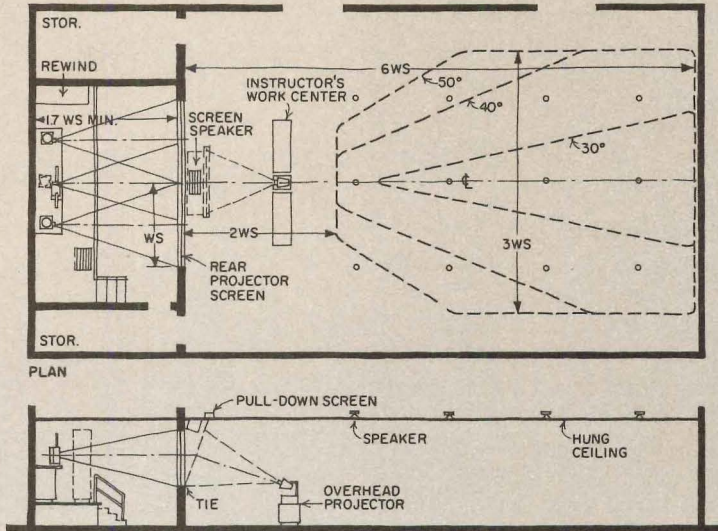 STOR.
REWIND
1.7 WS MIN.
SCREEN
SPEAKER
INSTRUCTOR'S
WORK CENTER
6WS
50°
40°
30°
℄
WS
2WS
3WS
REAR
PROJECTOR
SCREEN
STOR.
PLAN
PULL-DOWN SCREEN
SPEAKER
HUNG
CEILING
TIE
OVERHEAD
PROJECTOR